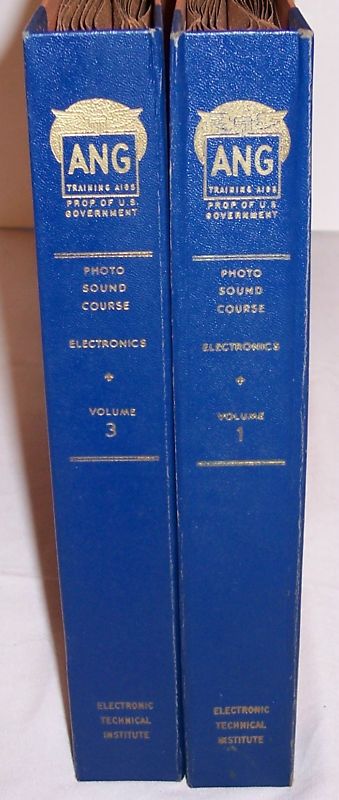 ANG
TRAINING AIDS
PROP. OF U.S.
GOVERNMENT
PHOTO
SOUND
COURSE
ELECTRONICS
VOLUME
3
ELECTRONIC
TECHNICAL
INSTITUTE
ANG
TRAINING AIDS
PROP. OF U.S.
GOVERNMENT
PHOTO
SOUND
COURSE
ELECTRONICS
VOLUME
1
ELECTRONIC
TECHNICAL
INSTITUTE